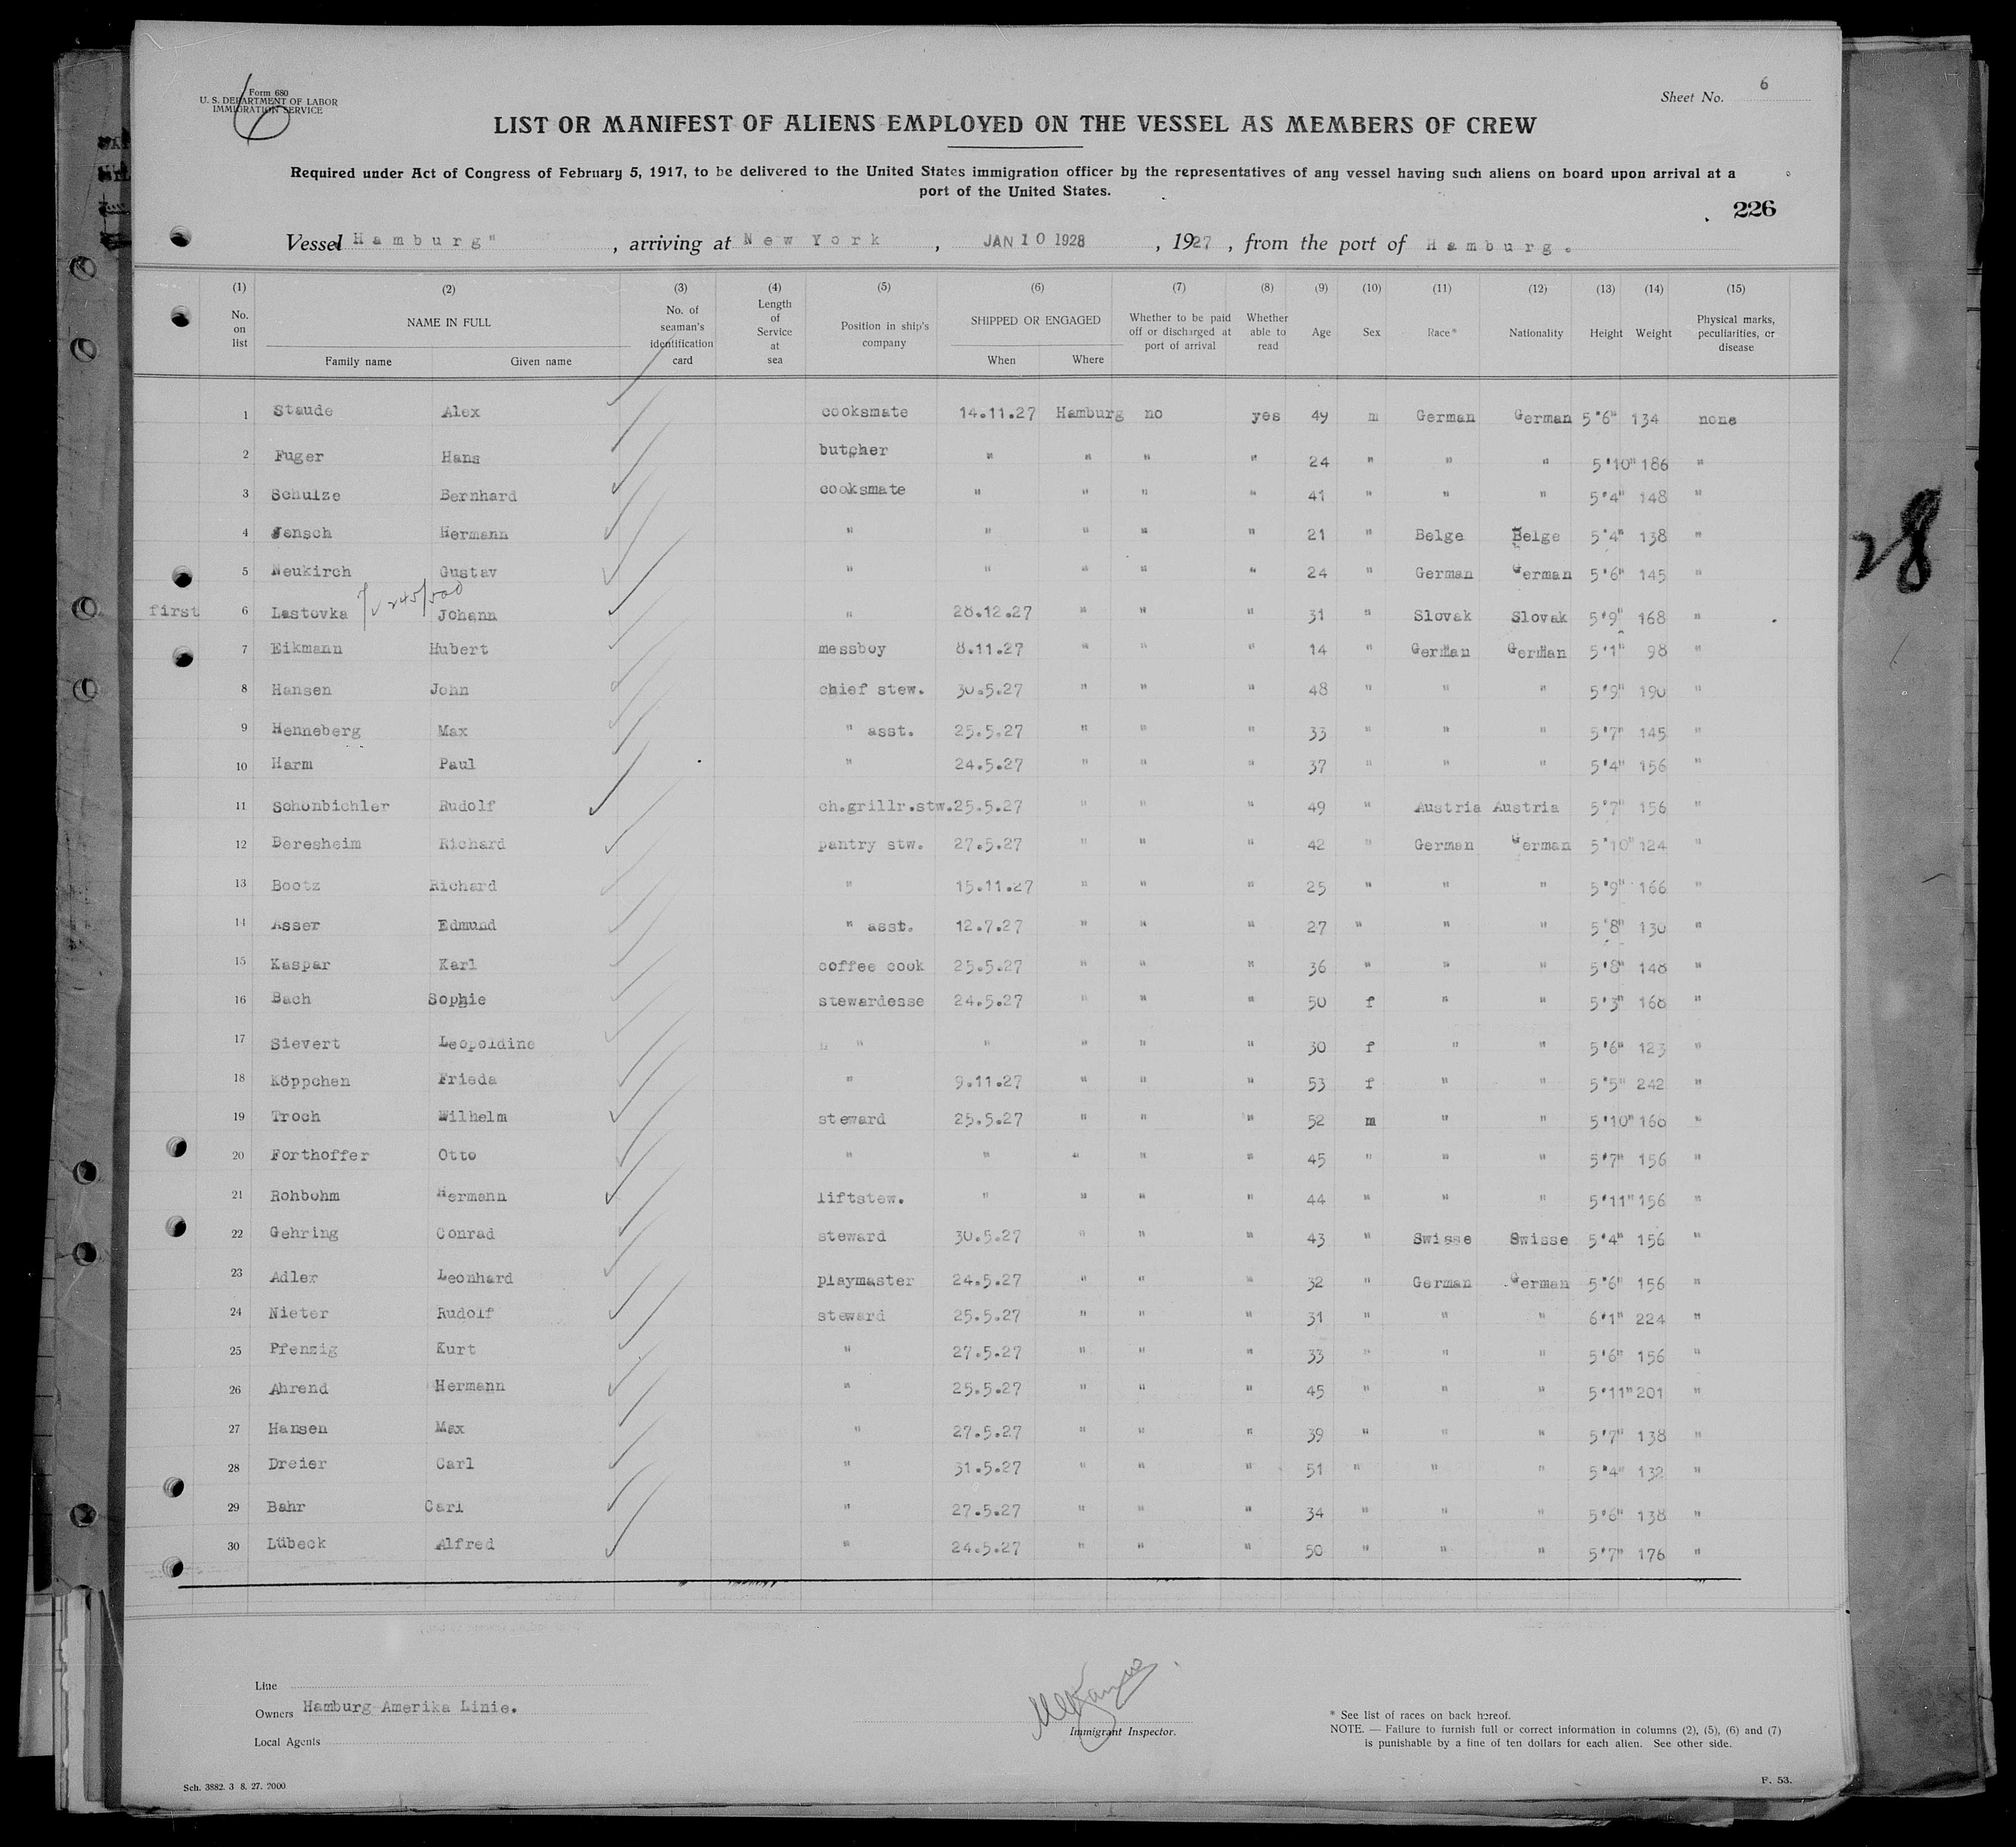 Form 680
U. S. DEPARTMENT OF LABOR
IMMIGRATION SERVICE
6
Sheet No. 6
LIST OR MANIFEST OF ALIENS EMPLOYED ON THE VESSEL AS MEMBERS OF CREW
Required under Act of Congress of February 5, 1917, to be delivered to the United States immigration officer by the representatives of any vessel having such aliens on board upon arrival at a
port of the United States.
226
Vessel Hamburg" , arriving at New York , JAN 10 1928 , 1927 , from the port of Hamburg.
(1) (2) (3) (4) (5) (6) (7) (8) (9) (10) (11) (12) (13) (14) (15)
No. on list NAME IN FULL Family name Given name No. of seaman's identification card Length of Service at sea Position in ship's company SHIPPED OR ENGAGED When Where Whether to be paid off or discharged at port of arrival Whether able to read Age Sex Race* Nationality Height Weight Physical marks, peculiarities, or disease
1 Staude Alex cooksmate 14.11.27 Hamburg no yes 49 m German German 5'6" 134 none
2 Fuger Hans butcher " " " " 24 " " " 5'10" 186 "
3 Schulze Bernhard cooksmate " " " " 41 " " " 5'4" 148 "
4 Jensch Hermann " " " " " 21 " Belge Belge 5'4" 138 "
5 Neukirch Gustav " " " " " 24 " German German 5'6" 145 "
first 6 Lastovka 245/500 Johann " 28.12.27 " " " 31 " Slovak Slovak 5'9" 168 "
7 Eikmann Hubert messboy 8.11.27 " " " 14 " German German 5'1" 98 "
8 Hansen John chief stew. 30.5.27 " " " 48 " " " 5'9" 190 "
9 Henneberg Max " asst. 25.5.27 " " " 33 " " " 5'7" 145 "
10 Harm Paul " 24.5.27 " " " 37 " " " 5'4" 156 "
11 Schönbichler Rudolf ch.grillr.stw. 25.5.27 " " " 49 " Austria Austria 5'7" 156 "
12 Beresheim Richard pantry stw. 27.5.27 " " " 42 " German German 5'10" 124 "
13 Bootz Richard " 15.11.27 " " " 25 " " " 5'9" 166 "
14 Asser Edmund " asst. 12.7.27 " " " 27 " " " 5'8" 130 "
15 Kaspar Karl coffee cook 25.5.27 " " " 36 " " " 5'8" 148 "
16 Bach Sophie stewardesse 24.5.27 " " " 50 f " " 5'3" 168 "
17 Sievert Leopoldine " " " " " " 30 f " " 5'6" 123 "
18 Köppchen Frieda " 9.11.27 " " " 53 f " " 5'5" 242 "
19 Troch Wilhelm steward 25.5.27 " " " 52 m " " 5'10" 168 "
20 Forthoffer Otto " " " " " 45 " " " 5'7" 156 "
21 Rohbohm Hermann liftstew. " " " " 44 " " " 5'11" 156 "
22 Gehring Conrad steward 30.5.27 " " " 43 " Swisse Swisse 5'4" 156 "
23 Adler Leonhard playmaster 24.5.27 " " " 32 " German German 5'6" 156 "
24 Nieter Rudolf steward 25.5.27 " " " 31 " " " 6'1" 224 "
25 Pfenzig Kurt " 27.5.27 " " " 33 " " " 5'6" 156 "
26 Ahrend Hermann " 25.5.27 " " " 45 " " " 5'11" 201 "
27 Hansen Max " 27.5.27 " " " 39 " " " 5'7" 138 "
28 Dreier Carl " 31.5.27 " " " 51 " " " 5'4" 132 "
29 Bahr Carl " 27.5.27 " " " 34 " " " 5'6" 138 "
30 Lübeck Alfred " 24.5.27 " " " 50 " " " 5'7" 176 "
28
Line
Owners Hamburg Amerika Linie.
Local Agents
Immigrant Inspector.
* See list of races on back hereof.
NOTE. — Failure to furnish full or correct information in columns (2), (5), (6) and (7)
is punishable by a fine of ten dollars for each alien. See other side.
Sch. 3882. 3 8. 27. 7000
F. 53.